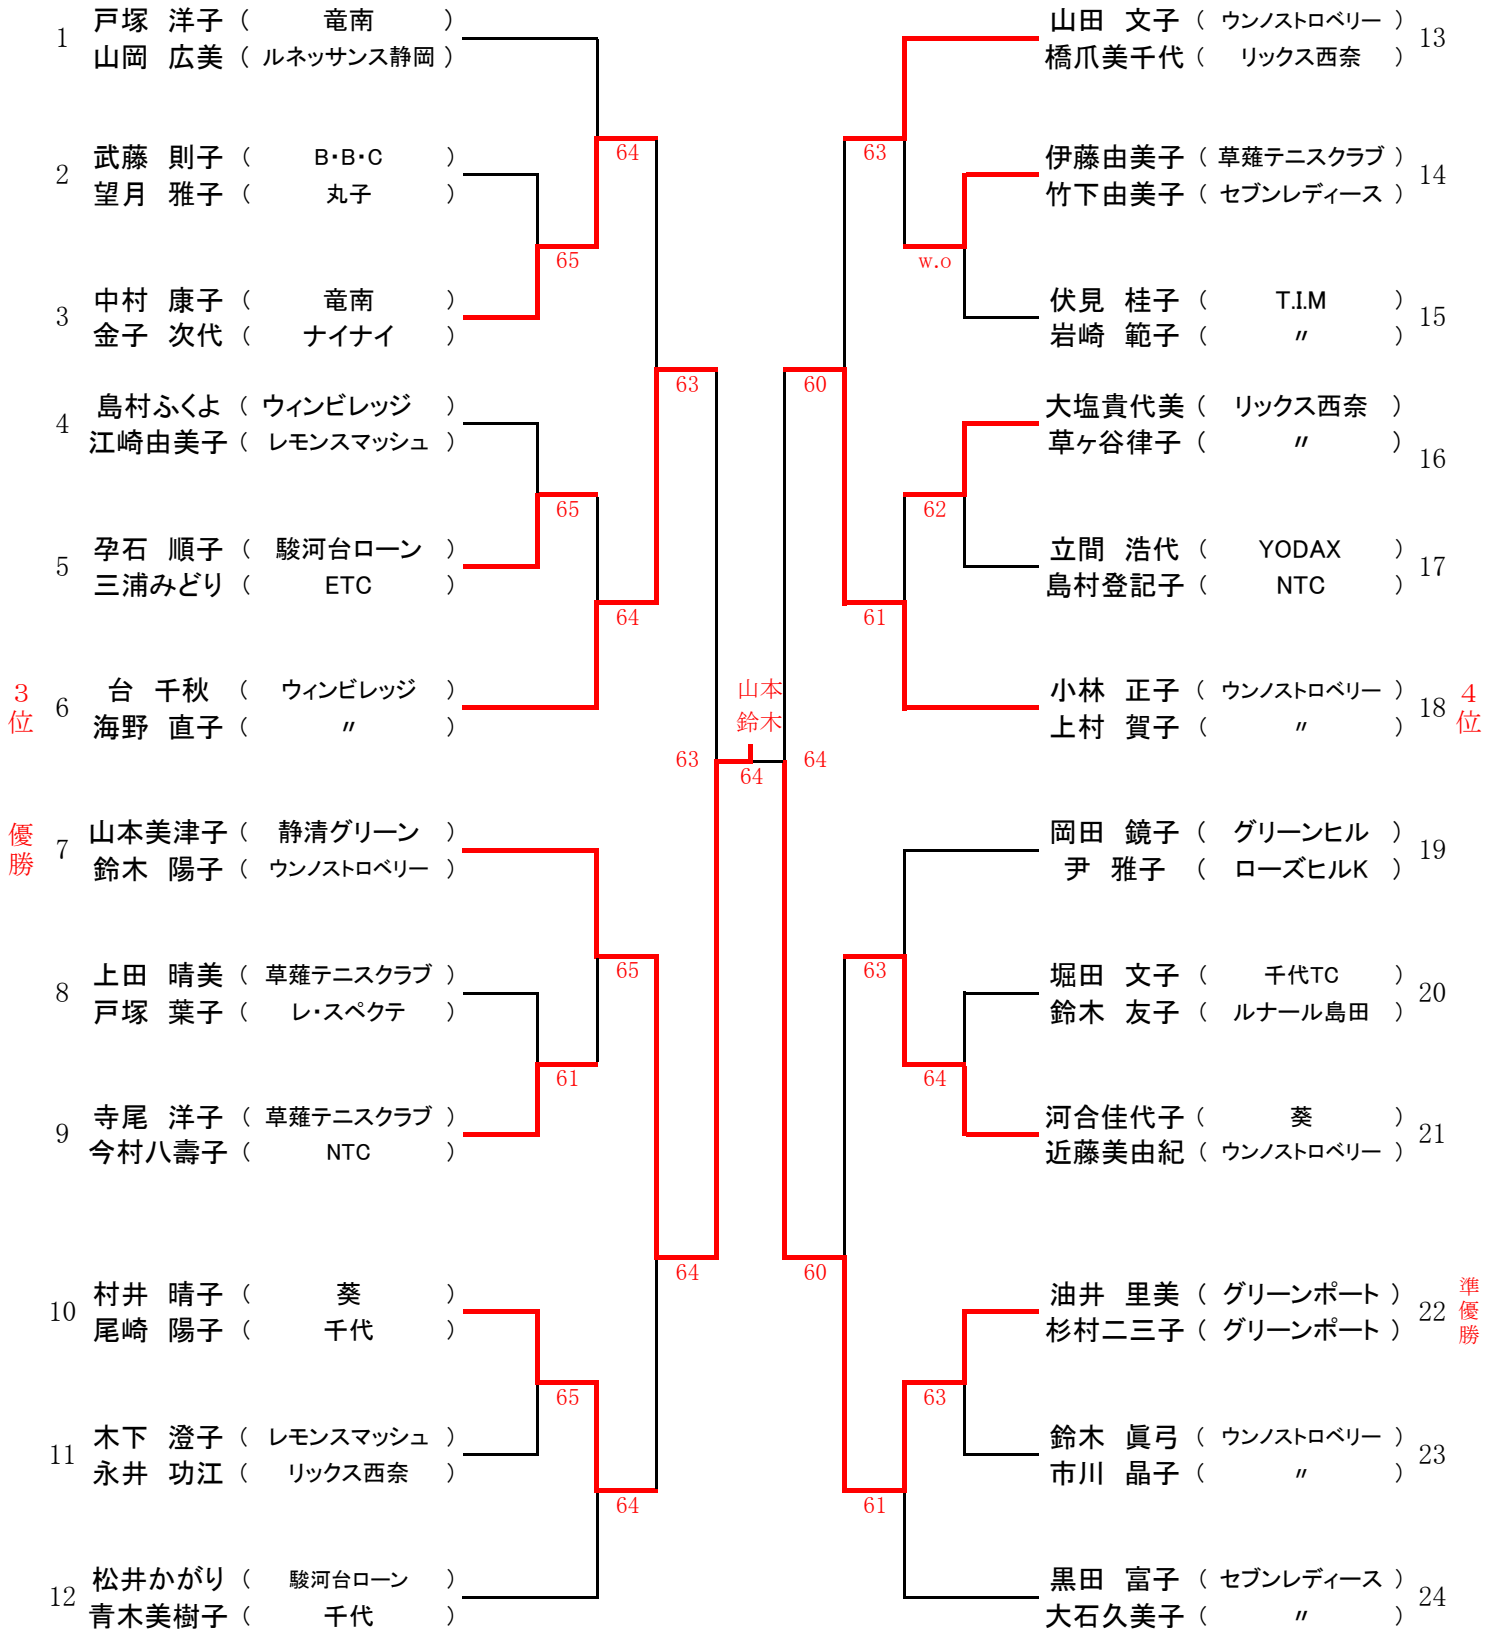 1 戸塚 洋子 ( 竜南 )
山岡 広美 ( ルネッサンス静岡 )
2 武藤 則子 ( B・B・C )
望月 雅子 ( 丸子 )
3 中村 康子 ( 竜南 )
金子 次代 ( ナイナイ )
4 島村ふくよ ( ウィンビレッジ )
江崎由美子 ( レモンスマッシュ )
5 孕石 順子 ( 駿河台ローン )
三浦みどり ( ETC )
3位 6 台 千秋 ( ウィンビレッジ )
海野 直子 ( 〃 )
優勝 7 山本美津子 ( 静清グリーン )
鈴木 陽子 ( ウンノストロベリー )
8 上田 晴美 ( 草薙テニスクラブ )
戸塚 葉子 ( レ・スペクテ )
9 寺尾 洋子 ( 草薙テニスクラブ )
今村八壽子 ( NTC )
10 村井 晴子 ( 葵 )
尾崎 陽子 ( 千代 )
11 木下 澄子 ( レモンスマッシュ )
永井 功江 ( リックス西奈 )
12 松井かがり ( 駿河台ローン )
青木美樹子 ( 千代 )
64
65
63
65
64
63
65
61
64
65
64
山本
鈴木
64
63
w.o
60
62
61
64
63
64
60
63
61
山田 文子 ( ウンノストロベリー ) 13
橋爪美千代 ( リックス西奈 )
伊藤由美子 ( 草薙テニスクラブ ) 14
竹下由美子 ( セブンレディース )
伏見 桂子 ( T.I.M ) 15
岩崎 範子 ( 〃 )
大塩貴代美 ( リックス西奈 )
草ヶ谷律子 ( 〃 ) 16
立間 浩代 ( YODAX ) 17
島村登記子 ( NTC )
小林 正子 ( ウンノストロベリー ) 18 4位
上村 賀子 ( 〃 )
岡田 鏡子 ( グリーンヒル ) 19
尹 雅子 ( ローズヒルK )
堀田 文子 ( 千代TC ) 20
鈴木 友子 ( ルナール島田 )
河合佳代子 ( 葵 ) 21
近藤美由紀 ( ウンノストロベリー )
油井 里美 ( グリーンポート ) 22 準優勝
杉村二三子 ( グリーンポート )
鈴木 眞弓 ( ウンノストロベリー ) 23
市川 晶子 ( 〃 )
黒田 富子 ( セブンレディース ) 24
大石久美子 ( 〃 )